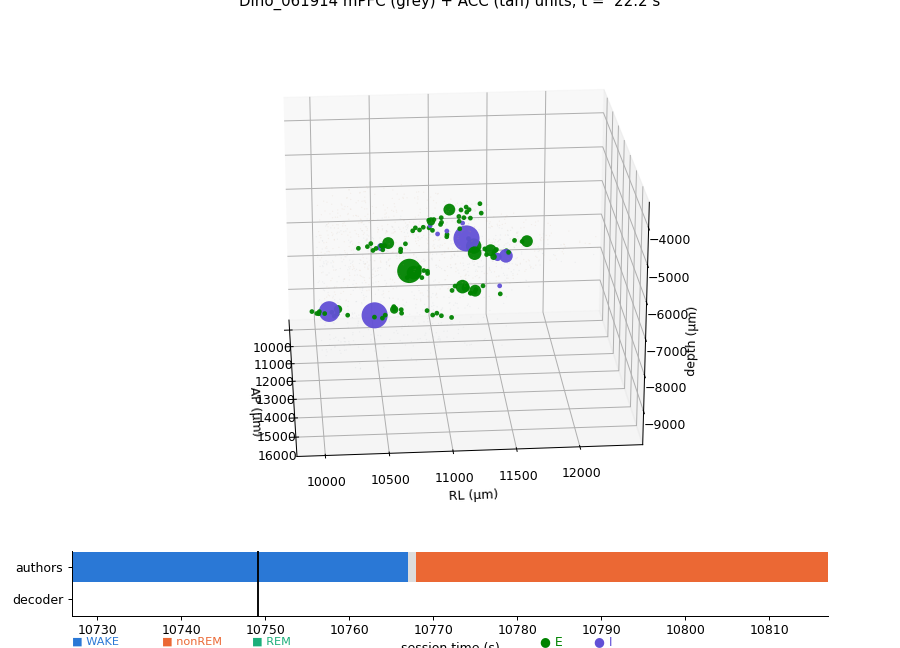 Dino_061914 mPFC (grey) + ACC (tan) units, t = 22.2 s
−4000
−5000
−6000
−7000
−8000
−9000
depth (μm)
10000
11000
12000
13000
14000
15000
16000
AP (μm)
10000 10500 11000 11500 12000
RL (μm)
authors
decoder
10730 10740 10750 10760 10770 10780 10790 10800 10810
session time (s)
WAKE nonREM REM E I